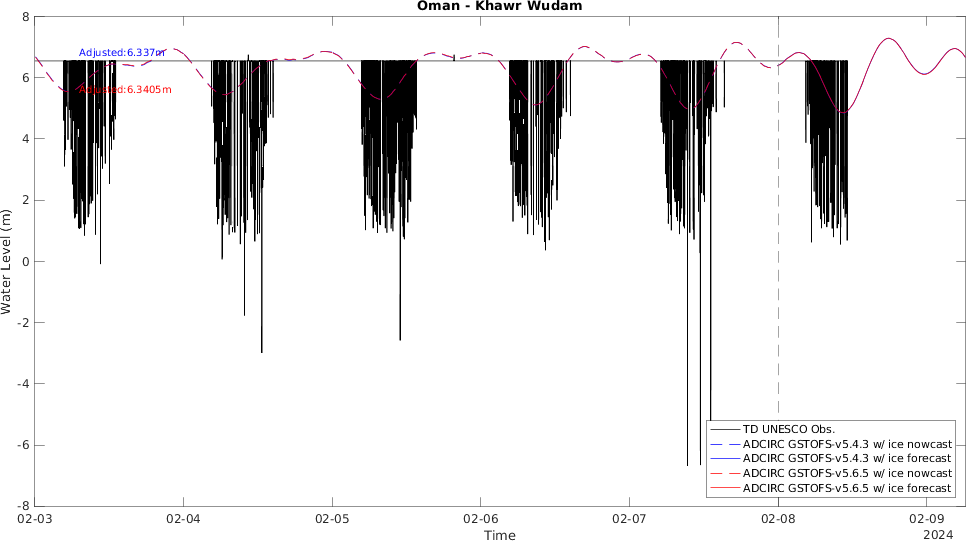 Oman - Khawr Wudam
8
6
4
2
0
-2
-4
-6
-8
Water Level (m)
Adjusted:6.337m
Adjusted:6.3405m
TD UNESCO Obs.
ADCIRC GSTOFS-v5.4.3 w/ ice nowcast
ADCIRC GSTOFS-v5.4.3 w/ ice forecast
ADCIRC GSTOFS-v5.6.5 w/ ice nowcast
ADCIRC GSTOFS-v5.6.5 w/ ice forecast
02-03 02-04 02-05 02-06 02-07 02-08 02-09
Time
2024